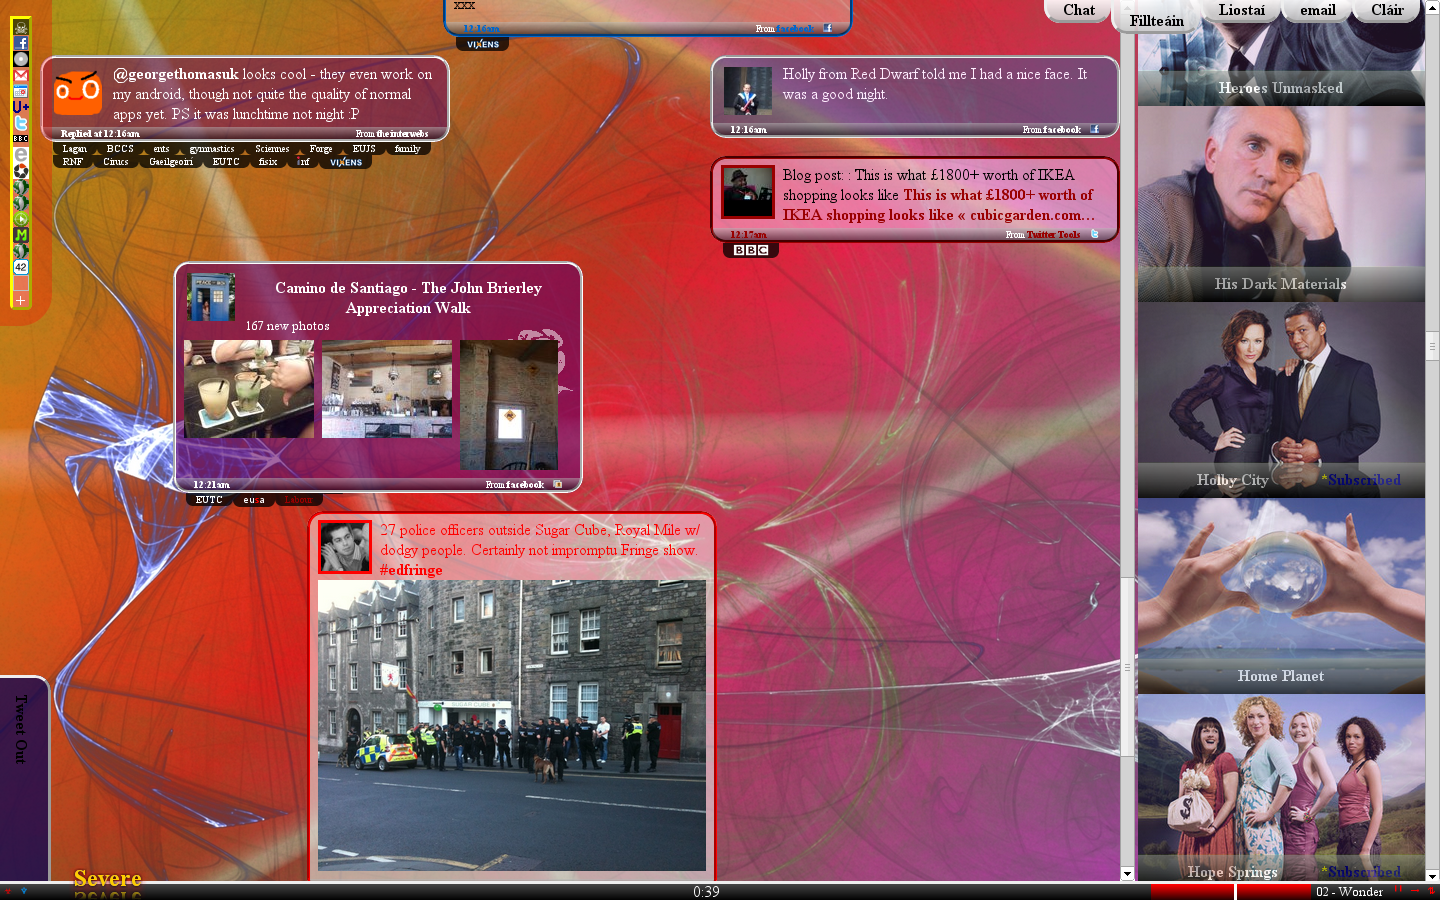 xxx
12:16am
From facebook
VIXENS
Chat
Fillteáin
Liostaí
email
Cláir
@georgethomasuk looks cool - they even work on
my android, though not quite the quality of normal
apps yet. PS it was lunchtime not night :P
Replied at 12:16am
From the interwebs
Lagan BCCS ents gymnastics Sciennes Forge EUJS family
RNF Cnucs Gaeilgeoirí EUTC fisix inf VIXENS
U+
BBC
42
Holly from Red Dwarf told me I had a nice face. It
was a good night.
12:16am
From facebook
Blog post: : This is what £1800+ worth of IKEA
shopping looks like This is what £1800+ worth of
IKEA shopping looks like « cubicgarden.com…
12:17am
From Twitter Tools
BBC
Camino de Santiago - The John Brierley
Appreciation Walk
167 new photos
12:21am
From facebook
EUTC eusa Labour
27 police officers outside Sugar Cube, Royal Mile w/
dodgy people. Certainly not impromptu Fringe show.
#edfringe
SUGAR CUBE
Tweet Out
Severe
0:39
02 - Wonder
Heroes Unmasked
His Dark Materials
Holby City
*Subscribed
Home Planet
Hope Springs
*Subscribed